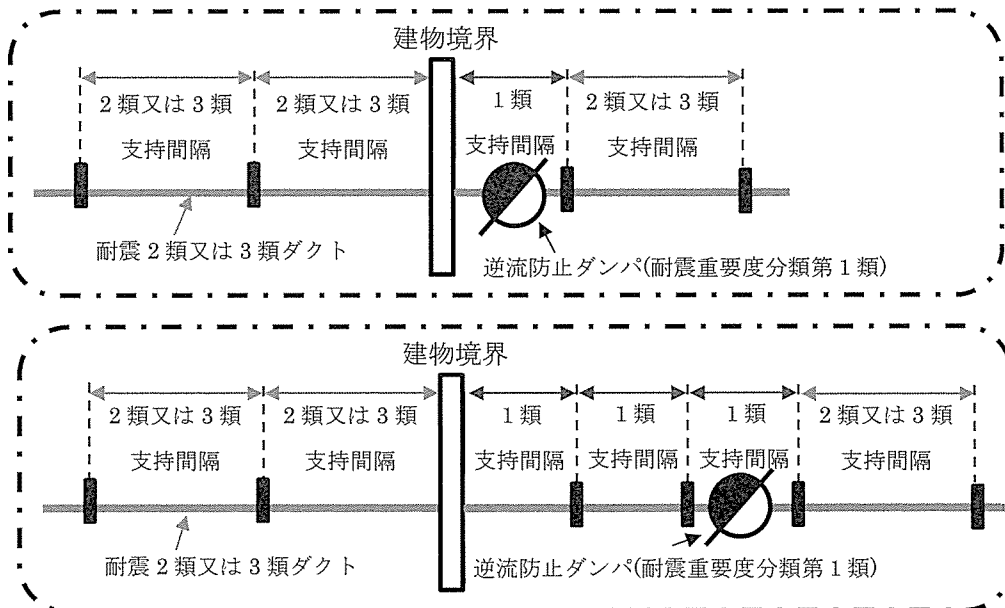 建物境界
2類又は3類 2類又は3類 1類 2類又は3類
支持間隔 支持間隔 支持間隔 支持間隔
耐震2類又は3類ダクト
逆流防止ダンパ(耐震重要度分類第1類)
建物境界
2類又は3類 2類又は3類 1類 1類 1類 2類又は3類
支持間隔 支持間隔 支持間隔 支持間隔 支持間隔 支持間隔
耐震2類又は3類ダクト
逆流防止ダンパ(耐震重要度分類第1類)